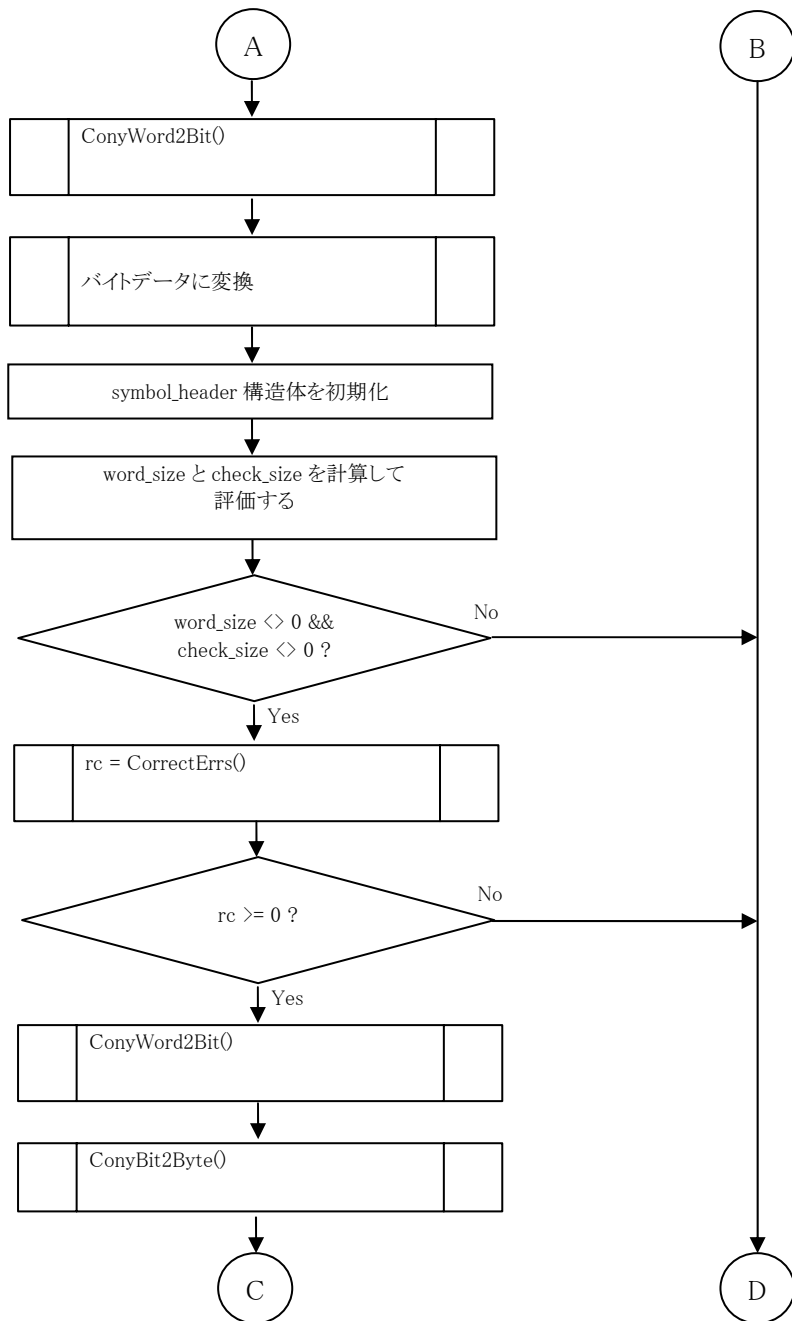 A
B
ConyWord2Bit()
バイトデータに変換
symbol_header 構造体を初期化
word_size と check_size を計算して
評価する
word_size <> 0 &&
check_size <> 0 ?
No
Yes
rc = CorrectErrs()
rc >= 0 ?
No
Yes
ConyWord2Bit()
ConyBit2Byte()
C
D